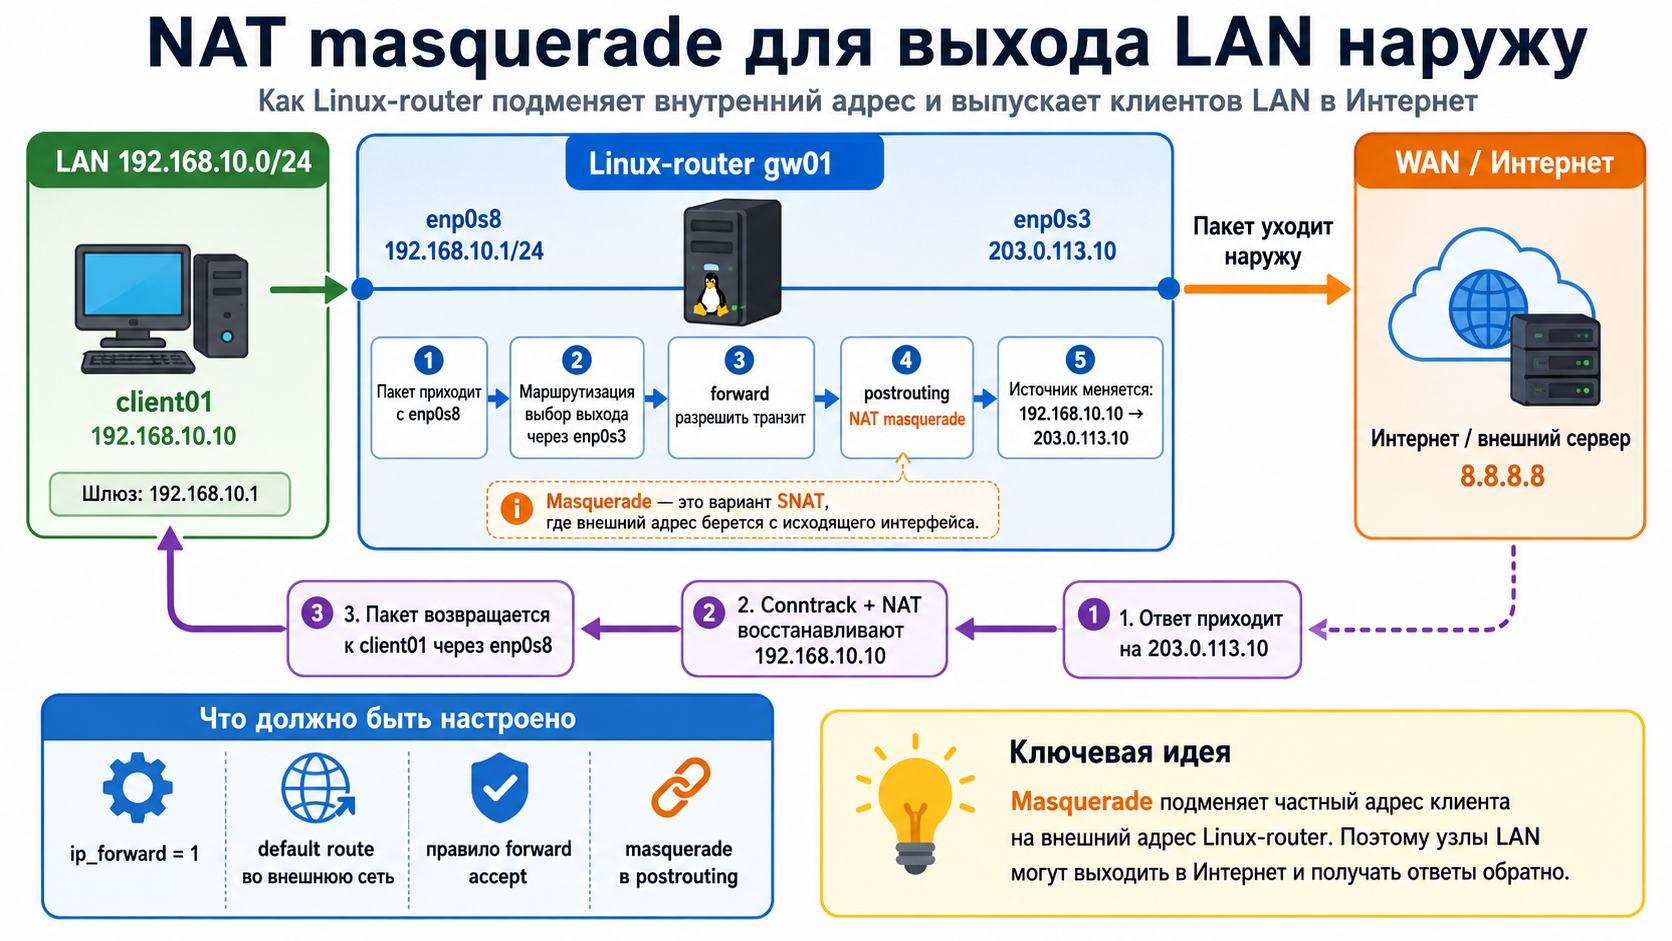 NAT masquerade для выхода LAN наружу
Как Linux-router подменяет внутренний адрес и выпускает клиентов LAN в Интернет
LAN 192.168.10.0/24
client01
192.168.10.10
Шлюз: 192.168.10.1
Linux-router gw01
enp0s8
192.168.10.1/24
enp0s3
203.0.113.10
1
Пакет приходит
с enp0s8
2
Маршрутизация
выбор выхода
через enp0s3
3
forward
разрешить транзит
4
postrouting
NAT masquerade
5
Источник меняется:
192.168.10.10 →
203.0.113.10
i
Masquerade — это вариант SNAT,
где внешний адрес берется с исходящего интерфейса.
Пакет уходит
наружу
WAN / Интернет
Интернет / внешний сервер
8.8.8.8
3
3. Пакет возвращается
к client01 через enp0s8
2
2. Conntrack + NAT
восстанавливают
192.168.10.10
1
1. Ответ приходит
на 203.0.113.10
Что должно быть настроено
ip_forward = 1
default route
во внешнюю сеть
правило forward
accept
masquerade
в postrouting
Ключевая идея
Masquerade подменяет частный адрес клиента
на внешний адрес Linux-router. Поэтому узлы LAN
могут выходить в Интернет и получать ответы обратно.